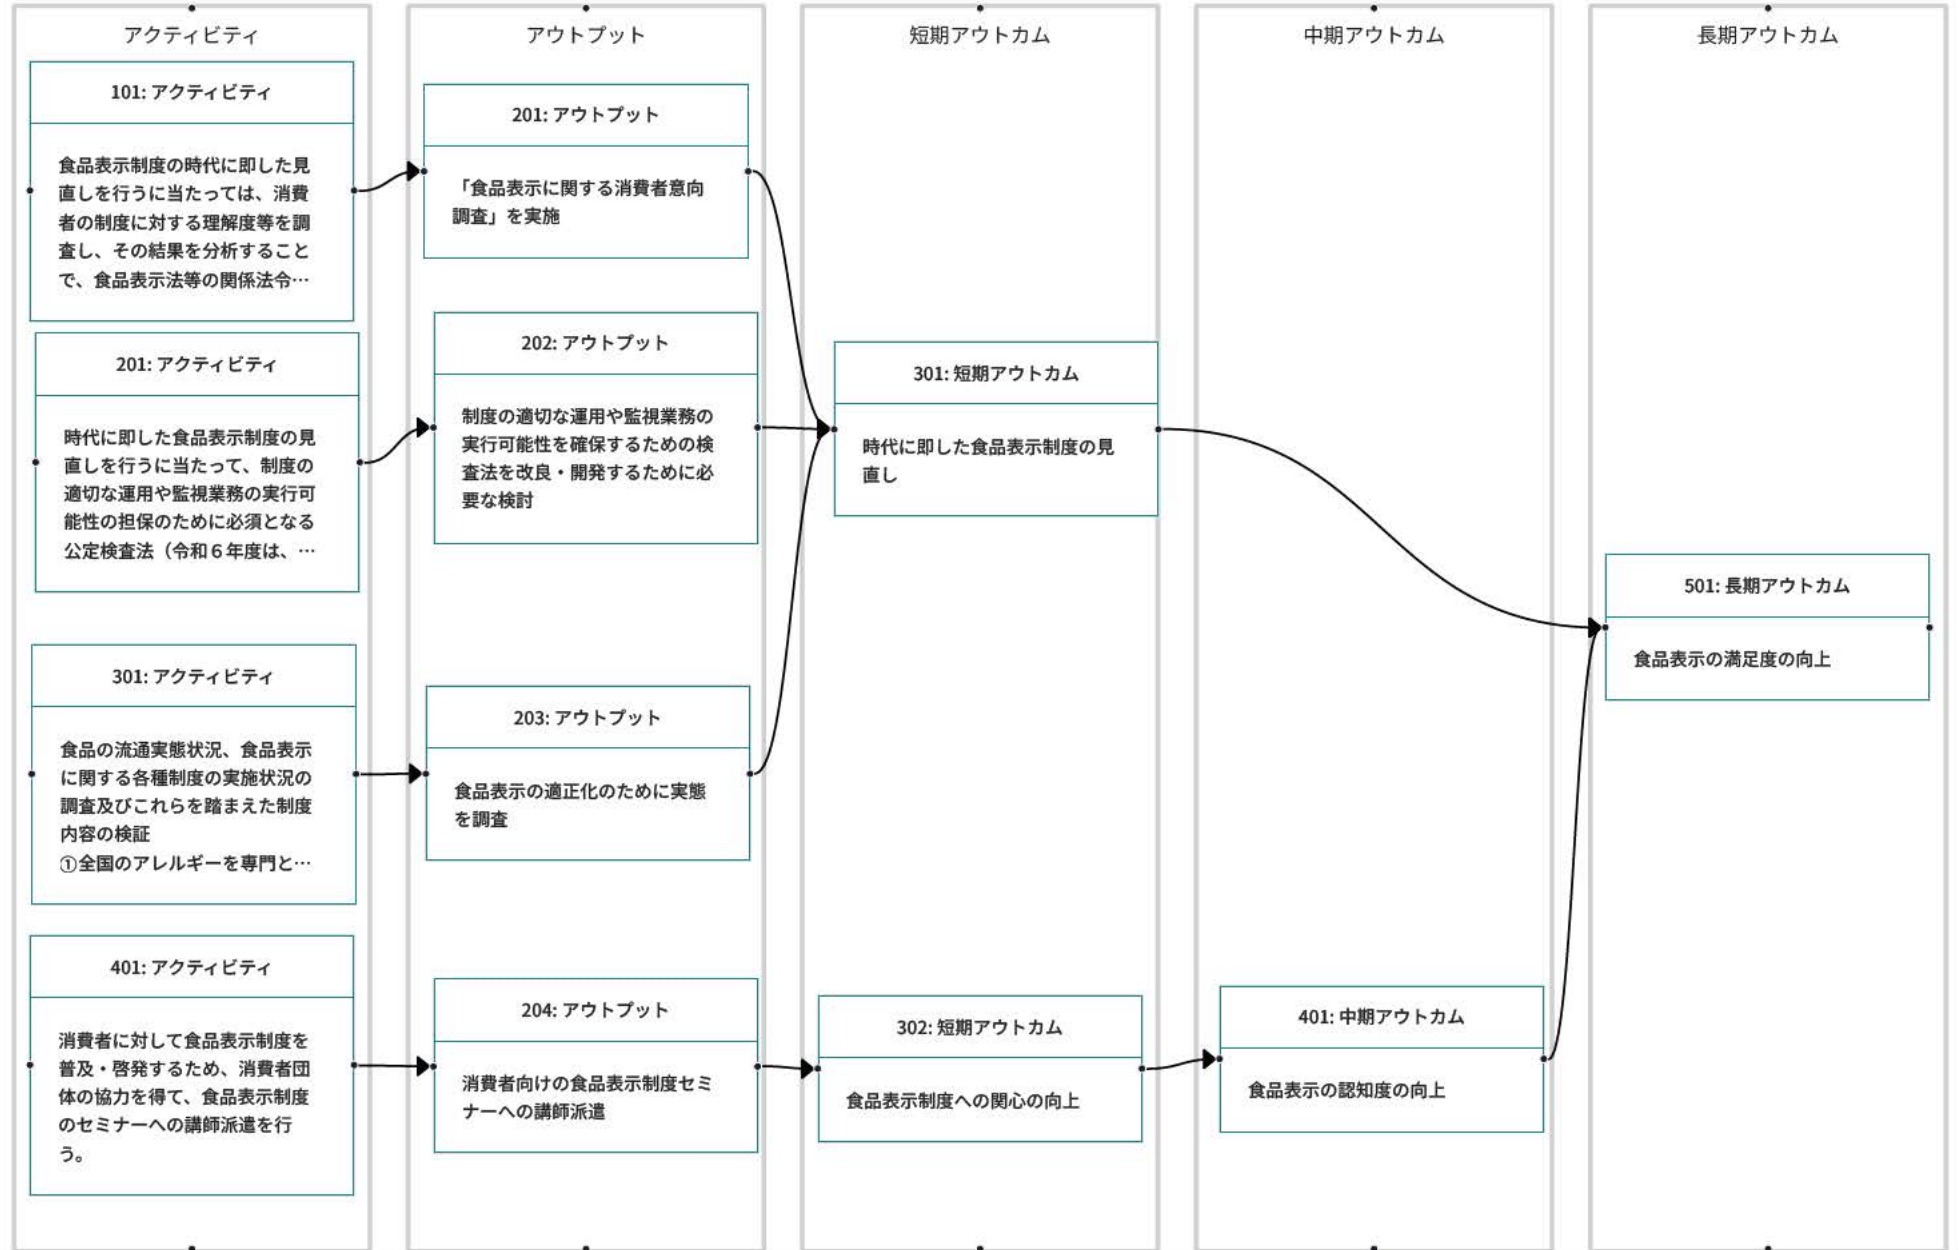 アクティビティ
101: アクティビティ
食品表示制度の時代に即した見
直しを行うに当たっては、消費
者の制度に対する理解度等を調
査し、その結果を分析すること
で、食品表示法等の関係法令…
201: アクティビティ
時代に即した食品表示制度の見
直しを行うに当たって、制度の
適切な運用や監視業務の実行可
能性の担保のために必須となる
公定検査法（令和６年度は、…
301: アクティビティ
食品の流通実態状況、食品表示
に関する各種制度の実施状況の
調査及びこれらを踏まえた制度
内容の検証
①全国のアレルギーを専門と…
401: アクティビティ
消費者に対して食品表示制度を
普及・啓発するため、消費者団
体の協力を得て、食品表示制度
のセミナーへの講師派遣を行
う。
アウトプット
201: アウトプット
「食品表示に関する消費者意向
調査」を実施
202: アウトプット
制度の適切な運用や監視業務の
実行可能性を確保するための検
査法を改良・開発するために必
要な検討
203: アウトプット
食品表示の適正化のために実態
を調査
204: アウトプット
消費者向けの食品表示制度セミ
ナーへの講師派遣
短期アウトカム
301: 短期アウトカム
時代に即した食品表示制度の見
直し
302: 短期アウトカム
食品表示制度への関心の向上
中期アウトカム
401: 中期アウトカム
食品表示の認知度の向上
長期アウトカム
501: 長期アウトカム
食品表示の満足度の向上